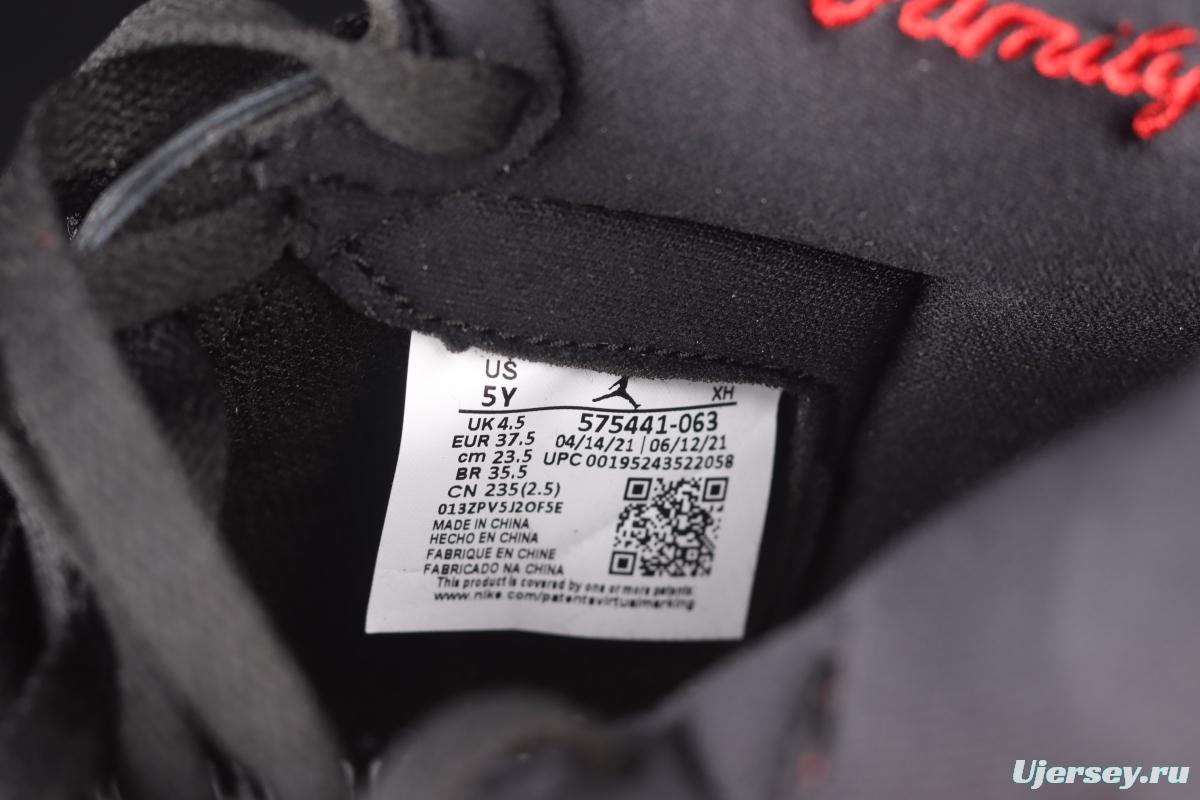 Family
US
5Y
XH
UK 4.5
EUR 37.5
cm 23.5
BR 35.5
CN 235(2.5)
013ZPV5J2OF5E
575441-063
04/14/21 | 06/12/21
UPC 00195243522058
MADE IN CHINA
HECHO EN CHINA
FABRIQUE EN CHINE
FABRICADO NA CHINA
This product is covered by one or more patents:
www.nike.com/patentsvirtualmarking
Ujersey.ru